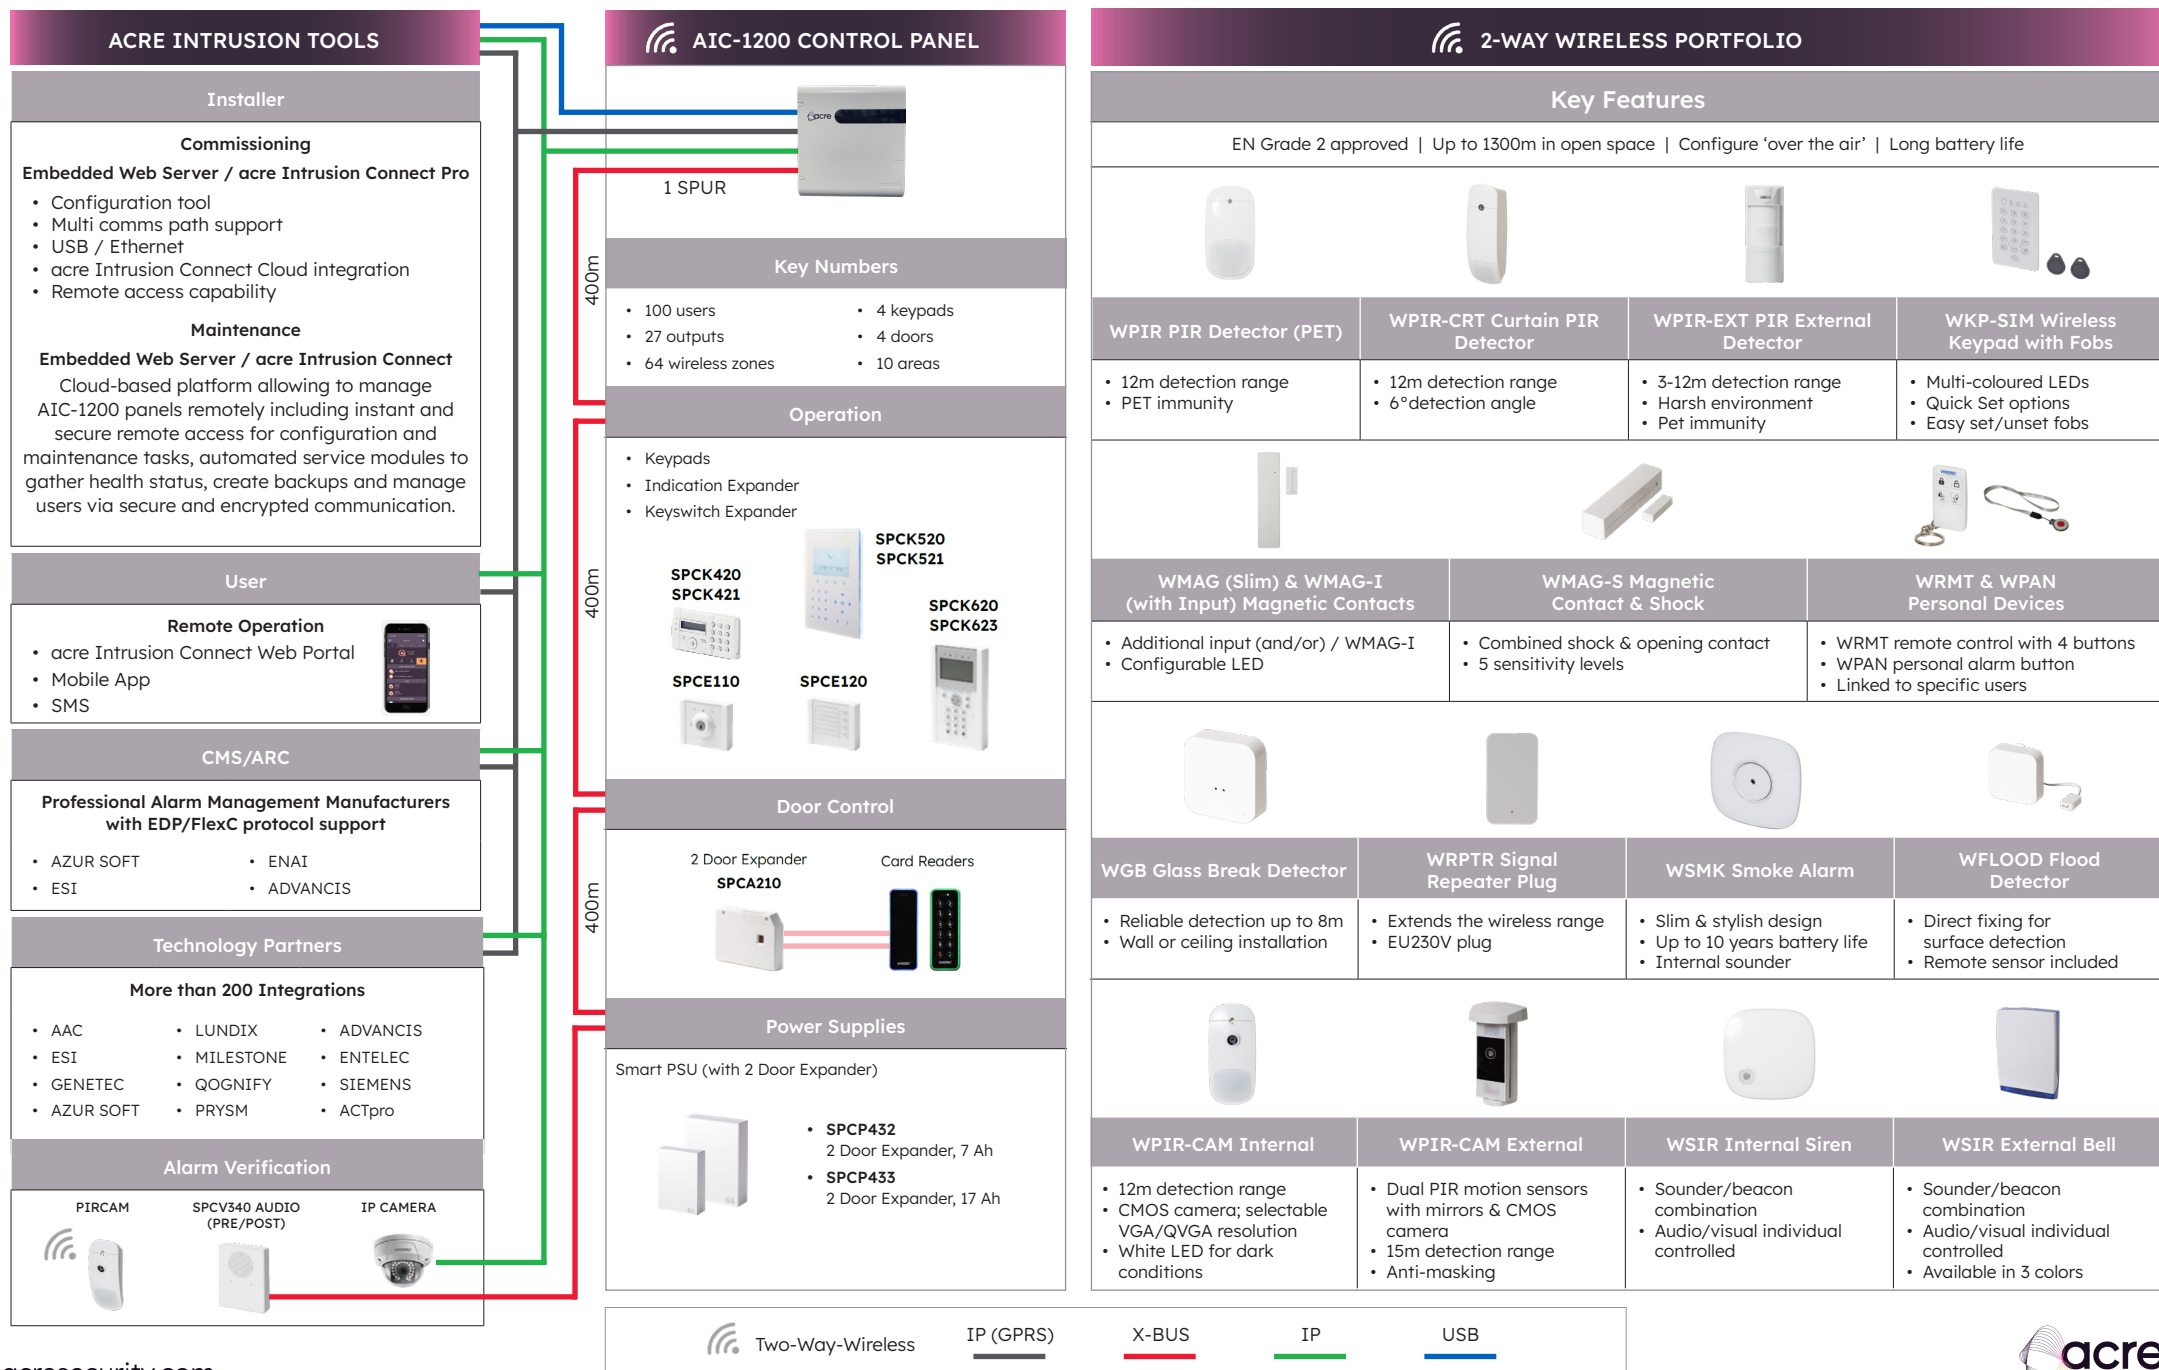 ACRE INTRUSION TOOLS
Installer
Commissioning
Embedded Web Server / acre Intrusion Connect Pro
• Configuration tool
• Multi comms path support
• USB / Ethernet
• acre Intrusion Connect Cloud integration
• Remote access capability
Maintenance
Embedded Web Server / acre Intrusion Connect
Cloud-based platform allowing to manage
AIC-1200 panels remotely including instant and
secure remote access for configuration and
maintenance tasks, automated service modules to
gather health status, create backups and manage
users via secure and encrypted communication.
User
Remote Operation
• acre Intrusion Connect Web Portal
• Mobile App
• SMS
CMS/ARC
Professional Alarm Management Manufacturers
with EDP/FlexC protocol support
• AZUR SOFT
• ESI
• ENAI
• ADVANCIS
Technology Partners
More than 200 Integrations
• AAC
• ESI
• GENETEC
• AZUR SOFT
• LUNDIX
• MILESTONE
• QOGNIFY
• PRYSM
• ADVANCIS
• ENTELEC
• SIEMENS
• ACTpro
Alarm Verification
PIRCAM
SPCV340 AUDIO
(PRE/POST)
IP CAMERA
AIC-1200 CONTROL PANEL
acre
1 SPUR
400m
400m
400m
Key Numbers
• 100 users
• 27 outputs
• 64 wireless zones
• 4 keypads
• 4 doors
• 10 areas
Operation
• Keypads
• Indication Expander
• Keyswitch Expander
SPCK420
SPCK421
SPCK520
SPCK521
SPCK620
SPCK623
SPCE110
SPCE120
Door Control
2 Door Expander
SPCA210
Card Readers
Power Supplies
Smart PSU (with 2 Door Expander)
• SPCP432
2 Door Expander, 7 Ah
• SPCP433
2 Door Expander, 17 Ah
2-WAY WIRELESS PORTFOLIO
Key Features
EN Grade 2 approved | Up to 1300m in open space | Configure ‘over the air’ | Long battery life
WPIR PIR Detector (PET)
• 12m detection range
• PET immunity
WPIR-CRT Curtain PIR
Detector
• 12m detection range
• 6°detection angle
WPIR-EXT PIR External
Detector
• 3-12m detection range
• Harsh environment
• Pet immunity
WKP-SIM Wireless
Keypad with Fobs
• Multi-coloured LEDs
• Quick Set options
• Easy set/unset fobs
WMAG (Slim) & WMAG-I
(with Input) Magnetic Contacts
• Additional input (and/or) / WMAG-I
• Configurable LED
WMAG-S Magnetic
Contact & Shock
• Combined shock & opening contact
• 5 sensitivity levels
WRMT & WPAN
Personal Devices
• WRMT remote control with 4 buttons
• WPAN personal alarm button
• Linked to specific users
WGB Glass Break Detector
• Reliable detection up to 8m
• Wall or ceiling installation
WRPTR Signal
Repeater Plug
• Extends the wireless range
• EU230V plug
WSMK Smoke Alarm
• Slim & stylish design
• Up to 10 years battery life
• Internal sounder
WFLOOD Flood
Detector
• Direct fixing for
surface detection
• Remote sensor included
WPIR-CAM Internal
• 12m detection range
• CMOS camera; selectable
VGA/QVGA resolution
• White LED for dark
conditions
WPIR-CAM External
• Dual PIR motion sensors
with mirrors & CMOS
camera
• 15m detection range
• Anti-masking
WSIR Internal Siren
• Sounder/beacon
combination
• Audio/visual individual
controlled
WSIR External Bell
• Sounder/beacon
combination
• Audio/visual individual
controlled
• Available in 3 colors
Two-Way-Wireless
IP (GPRS)
X-BUS
IP
USB
acre